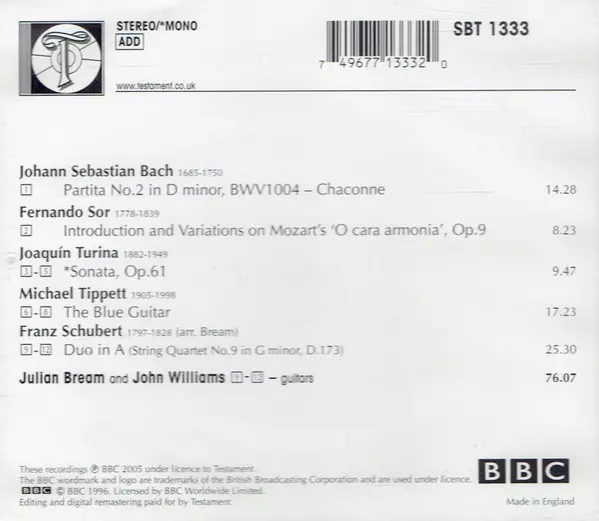 STEREO/*MONO
ADD
SBT 1333
7 49677 13332 0
www.testament.co.uk
Johann Sebastian Bach 1685-1750
1 Partita No.2 in D minor, BWV1004 – Chaconne 14.28
Fernando Sor 1778-1839
2 Introduction and Variations on Mozart's 'O cara armonia', Op.9 8.23
Joaquín Turina 1882-1949
3-5 *Sonata, Op.61 9.47
Michael Tippett 1905-1998
6-8 The Blue Guitar 17.23
Franz Schubert 1797-1828 (arr. Bream)
9-12 Duo in A (String Quartet No.9 in G minor, D.173) 25.30
Julian Bream and John Williams 9-12 – guitars 76.07
These recordings ℗ BBC 2005 under licence to Testament.
The BBC wordmark and logo are trademarks of the British Broadcasting Corporation and are used under licence.
BBC © BBC 1996. Licensed by BBC Worldwide Limited.
Editing and digital remastering paid for by Testament.
BBC
Made in England